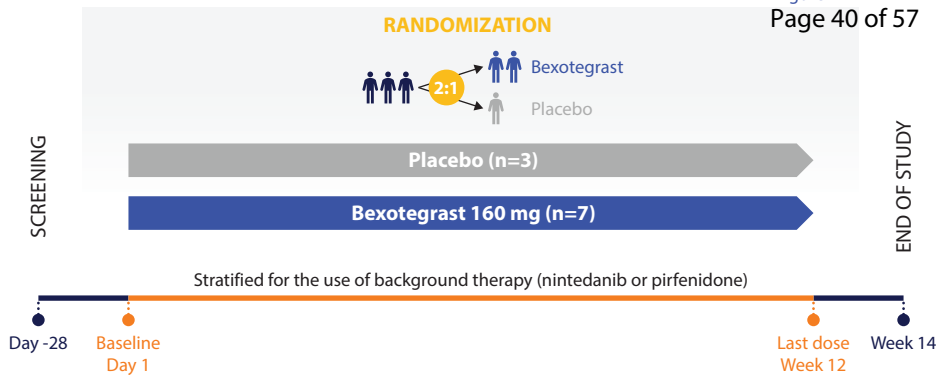 Page 40 of 57
RANDOMIZATION
Bexotegrast
2:1
Placebo
SCREENING
Placebo (n=3)
Bexotegrast 160 mg (n=7)
END OF STUDY
Stratified for the use of background therapy (nintedanib or pirfenidone)
Day -28
Baseline
Day 1
Last dose
Week 12
Week 14